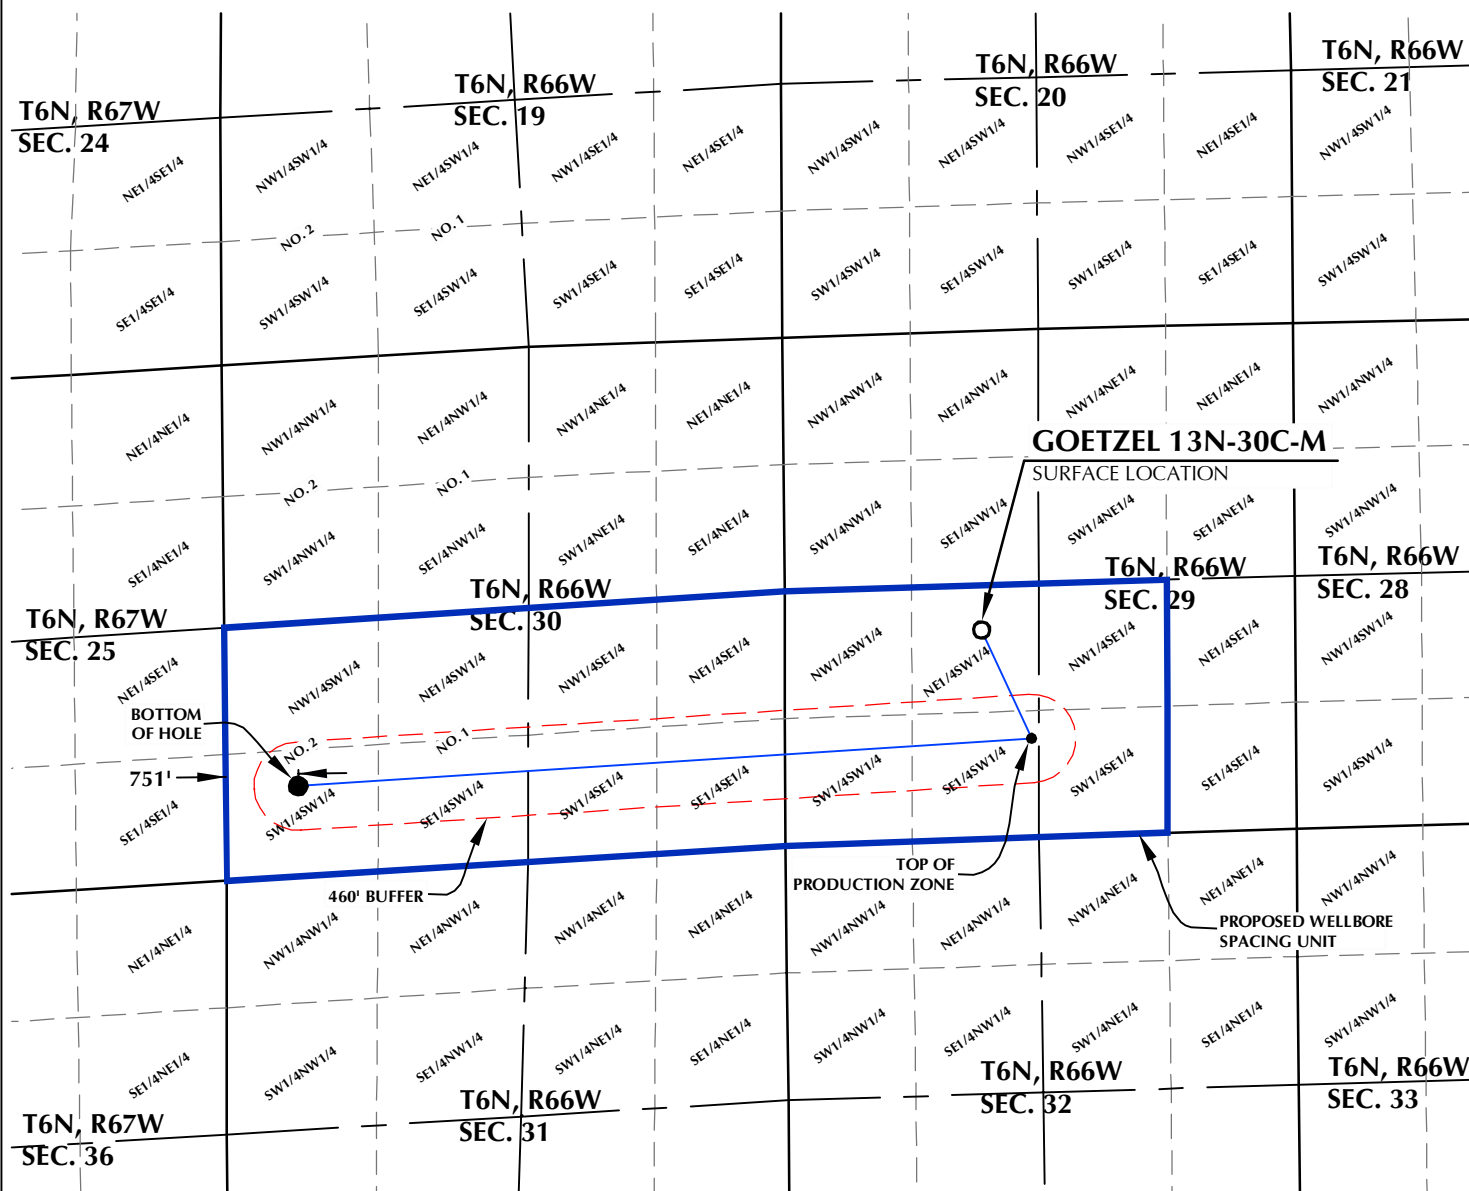 T6N, R67W
SEC. 24
T6N, R66W
SEC. 19
T6N, R66W
SEC. 20
T6N, R66W
SEC. 21
NE1/4SE1/4
NW1/4SW1/4
NE1/4SW1/4
NW1/4SE1/4
NE1/4SE1/4
NW1/4SW1/4
NE1/4SW1/4
NW1/4SE1/4
NE1/4SE1/4
NW1/4SW1/4
NO. 2
NO. 1
SE1/4SE1/4
SW1/4SW1/4
SE1/4SW1/4
SW1/4SE1/4
SE1/4SE1/4
SW1/4SW1/4
SE1/4SW1/4
SW1/4SE1/4
SE1/4SE1/4
SW1/4SW1/4
NE1/4NE1/4
NW1/4NW1/4
NE1/4NW1/4
NW1/4NE1/4
NE1/4NE1/4
NW1/4NW1/4
NE1/4NW1/4
NW1/4NE1/4
NE1/4NE1/4
NW1/4NW1/4
GOETZEL 13N-30C-M
SURFACE LOCATION
NO. 2
NO. 1
SE1/4NE1/4
SW1/4NW1/4
SE1/4NW1/4
SW1/4NE1/4
SE1/4NE1/4
SW1/4NW1/4
SE1/4NW1/4
SW1/4NE1/4
SE1/4NE1/4
SW1/4NW1/4
T6N, R67W
SEC. 25
T6N, R66W
SEC. 30
T6N, R66W
SEC. 29
T6N, R66W
SEC. 28
NE1/4SE1/4
NW1/4SW1/4
NE1/4SW1/4
NW1/4SE1/4
NE1/4SE1/4
NW1/4SW1/4
NE1/4SW1/4
NW1/4SE1/4
NE1/4SE1/4
NW1/4SW1/4
BOTTOM
OF HOLE
NO. 2
NO. 1
751'
SE1/4SE1/4
SW1/4SW1/4
SE1/4SW1/4
SW1/4SE1/4
SE1/4SE1/4
SW1/4SW1/4
SE1/4SW1/4
SW1/4SE1/4
SE1/4SE1/4
SW1/4SW1/4
460' BUFFER
TOP OF
PRODUCTION ZONE
PROPOSED WELLBORE
SPACING UNIT
NE1/4NE1/4
NW1/4NW1/4
NE1/4NW1/4
NW1/4NE1/4
NE1/4NE1/4
NW1/4NW1/4
NE1/4NW1/4
NW1/4NE1/4
NE1/4NE1/4
NW1/4NW1/4
SE1/4NE1/4
SW1/4NW1/4
SE1/4NW1/4
SW1/4NE1/4
SE1/4NE1/4
SW1/4NW1/4
SE1/4NW1/4
SW1/4NE1/4
SE1/4NE1/4
SW1/4NW1/4
T6N, R67W
SEC. 36
T6N, R66W
SEC. 31
T6N, R66W
SEC. 32
T6N, R66W
SEC. 33